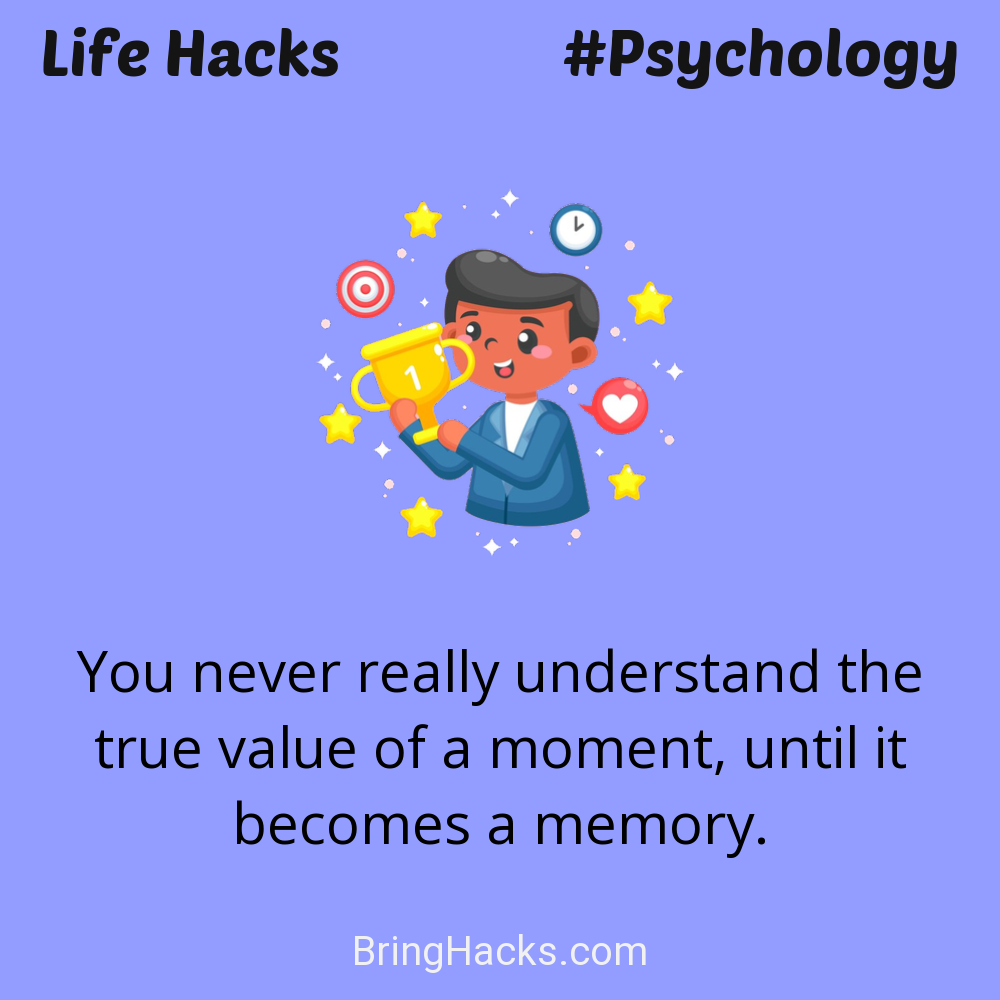 Life Hacks #Psychology
1
You never really understand the
true value of a moment, until it
becomes a memory.
BringHacks.com